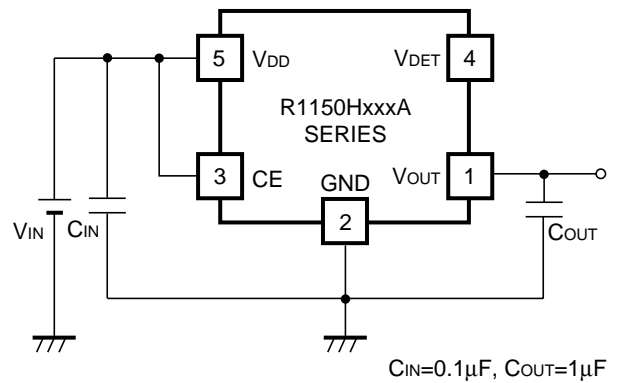 5 VDD VDET 4
R1150HxxxA
SERIES
3 CE GND VOUT 1
2
VIN CIN COUT
CIN=0.1μF, COUT=1μF